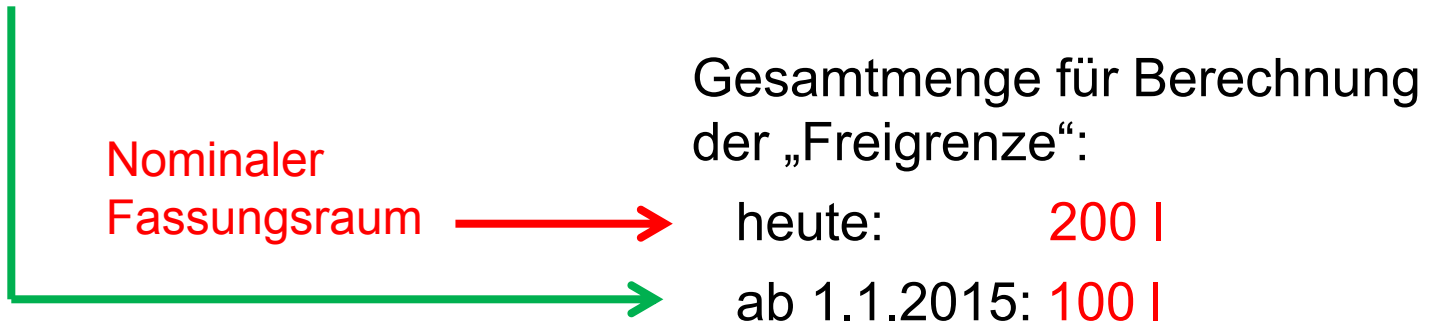 Gesamtmenge für Berechnung
der „Freigrenze“:
Nominaler
Fassungsraum
heute: 200 l
ab 1.1.2015: 100 l